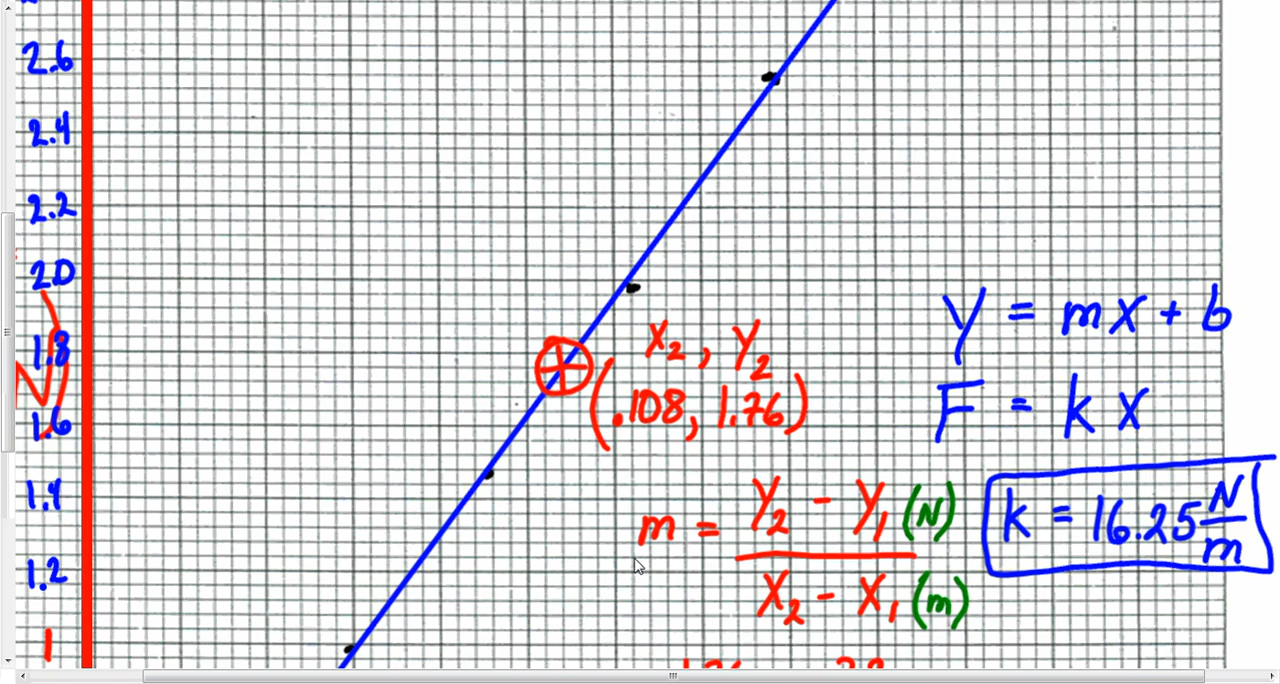 2.6
2.4
2.2
2.0
1.8
1.6
1.4
1.2
1
X₂, Y₂
(.108, 1.76)
Y = mX + b
F = k X
k = 16.25 N/m
m = Y₂ - Y₁ (N)
X₂ - X₁ (m)